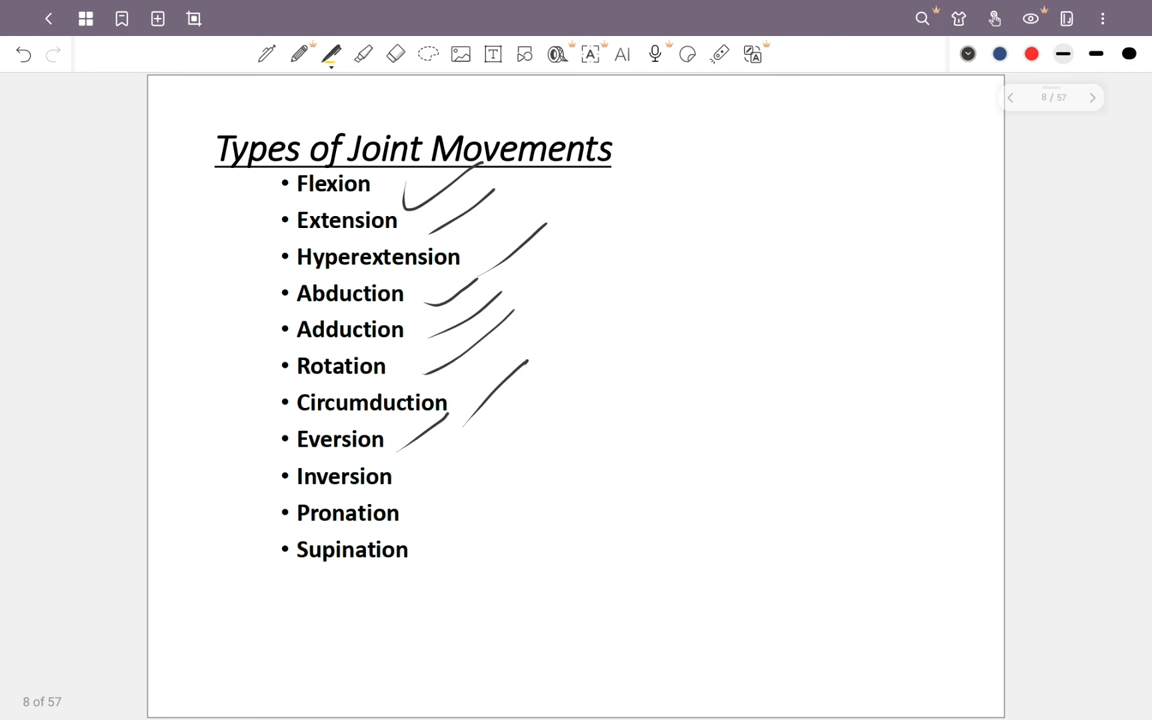 AI
8 / 57
Types of Joint Movements
• Flexion
• Extension
• Hyperextension
• Abduction
• Adduction
• Rotation
• Circumduction
• Eversion
• Inversion
• Pronation
• Supination
8 of 57